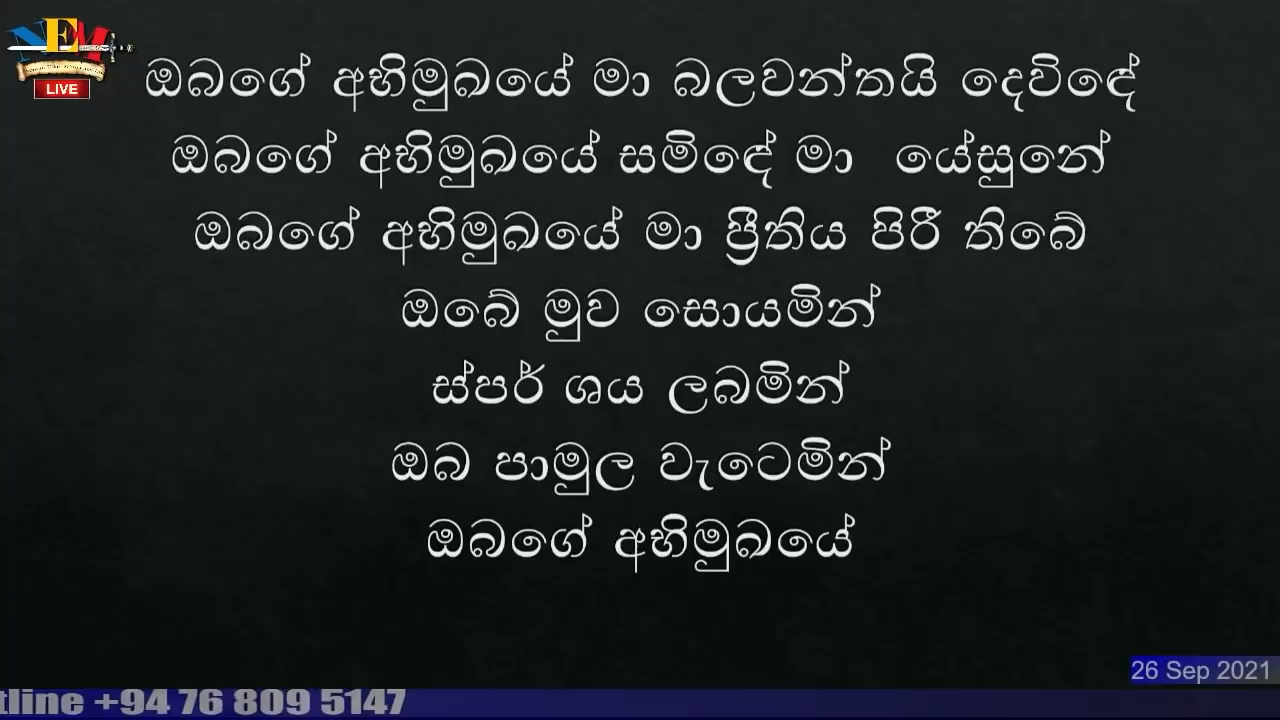 NEM
LIVE
ඔබගේ අභිමුඛයේ මා බලවන්තයි දෙවිඳේ
ඔබගේ අභිමුඛයේ සමිඳේ මා යේසුනේ
ඔබගේ අභිමුඛයේ මා ප්‍රීතිය පිරී තිබේ
ඔබේ මුව සොයමින්
ස්පර් ශය ලබමින්
ඔබ පාමුල වැටෙමින්
ඔබගේ අභිමුඛයේ
26 Sep 2021
tline +94 76 809 5147